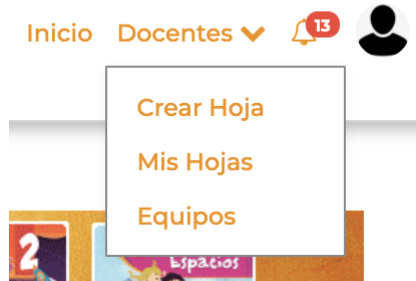 Inicio Docentes 13
Crear Hoja
Mis Hojas
Equipos
2
Espacios